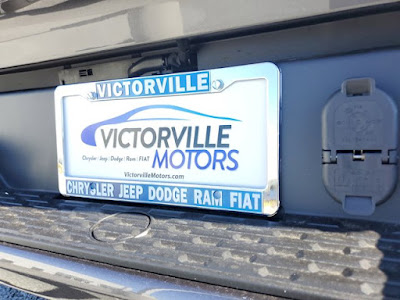 VICTORVILLE
VICTORVILLE
Chrysler | Jeep | Dodge | Ram | FIAT
MOTORS
VictorvilleMotors.com
CHRYSLER JEEP DODGE RAM FIAT